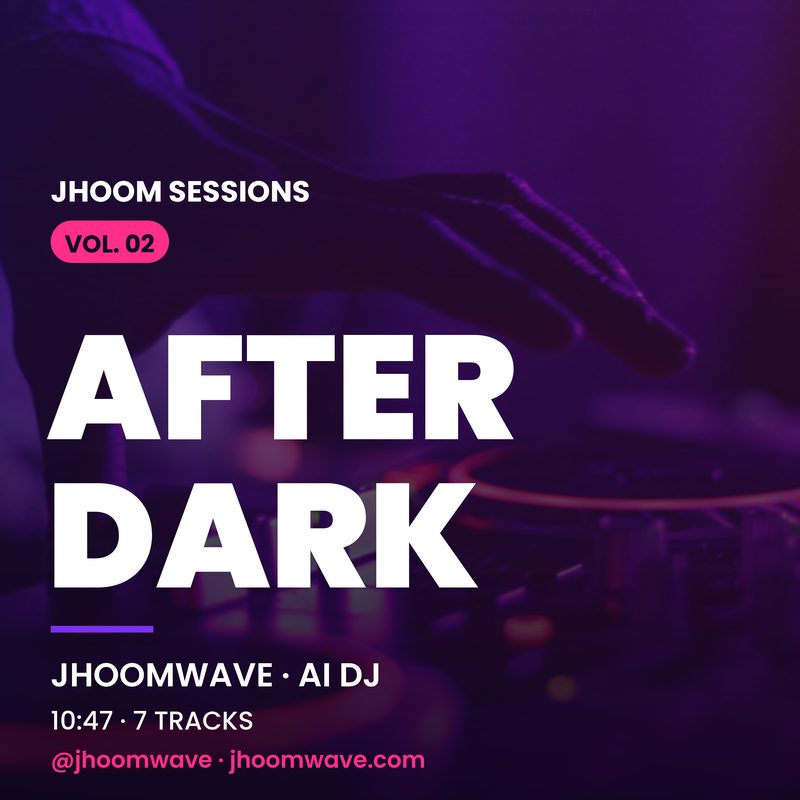 JHOOM SESSIONS
VOL. 02
AFTER
DARK
JHOOMWAVE · AI DJ
10:47 · 7 TRACKS
@jhoomwave · jhoomwave.com